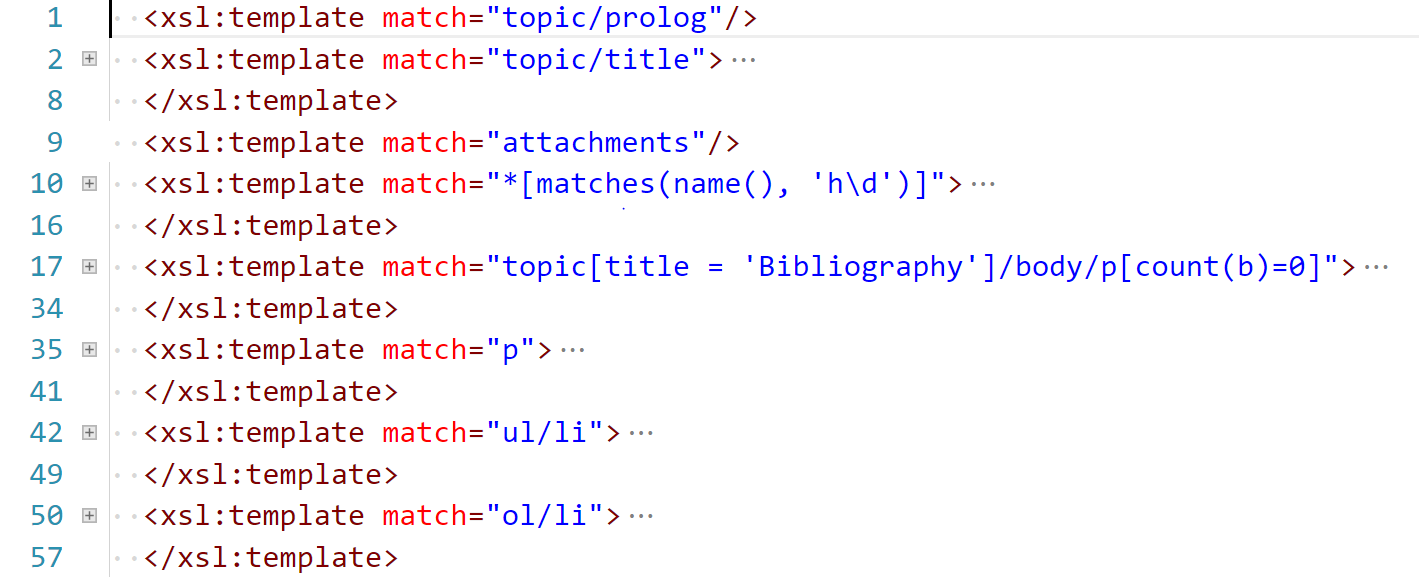 1 <xsl:template match="topic/prolog"/>
2 <xsl:template match="topic/title">···
8 </xsl:template>
9 <xsl:template match="attachments"/>
10 <xsl:template match="*[matches(name(), 'h\d')]">···
16 </xsl:template>
17 <xsl:template match="topic[title = 'Bibliography']/body/p[count(b)=0]">···
34 </xsl:template>
35 <xsl:template match="p">···
41 </xsl:template>
42 <xsl:template match="ul/li">···
49 </xsl:template>
50 <xsl:template match="ol/li">···
57 </xsl:template>